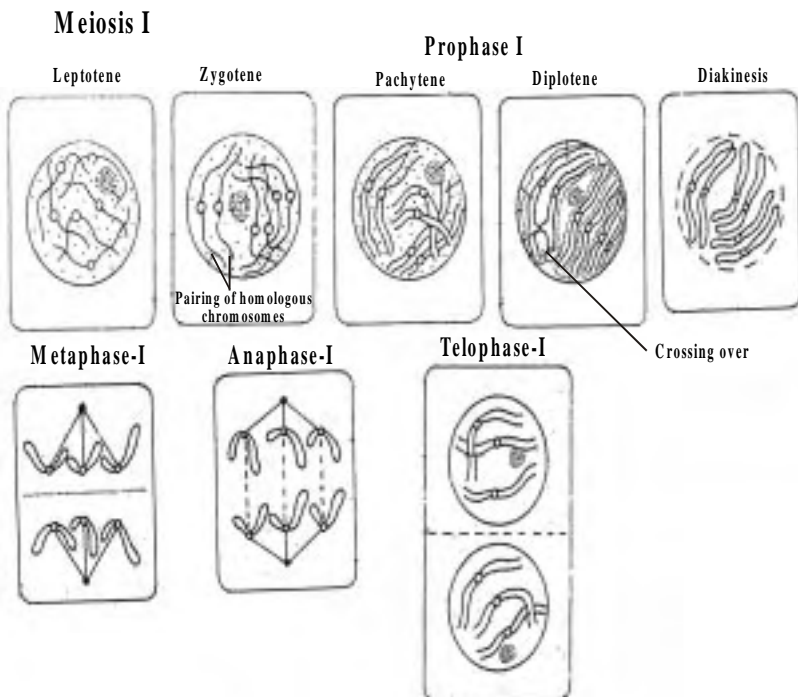 Meiosis I
Prophase I
Leptotene
Zygotene
Pachytene
Diplotene
Diakinesis
Pairing of homologous
chromosomes
Crossing over
Metaphase-I
Anaphase-I
Telophase-I